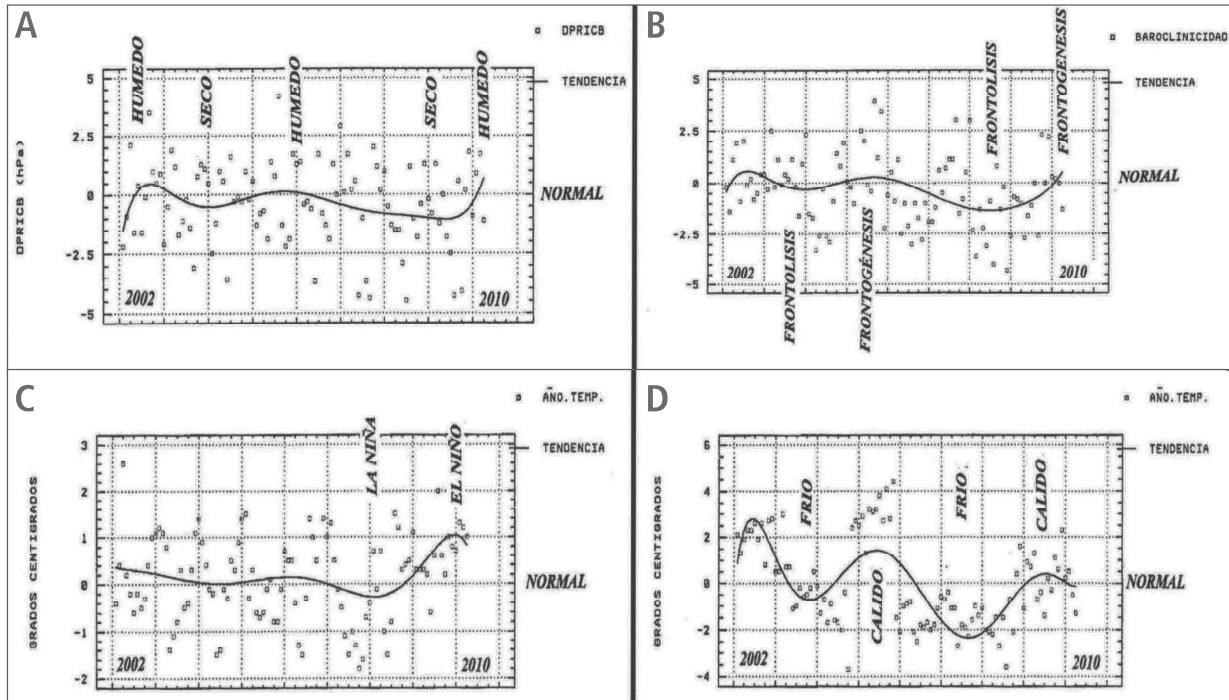 A
DPRICB
TENDENCIA
HUMEDO
SECO
HUMEDO
SECO
HUMEDO
5
2.5
0
-2.5
-5
DPRICB (hPa)
NORMAL
2002
2010
B
BAROCLINICIDAD
TENDENCIA
FRONTOLISIS
FRONTOGENESIS
5
2.5
0
-2.5
-5
NORMAL
2002
2010
FRONTOLISIS
FRONTOGÉNESIS
C
AÑO.TEMP.
TENDENCIA
LA NIÑA
EL NIÑO
3
2
1
0
-1
-2
GRADOS CENTIGRADOS
NORMAL
2002
2010
D
AÑO.TEMP.
TENDENCIA
FRIO
FRIO
CALIDO
CALIDO
6
4
2
0
-2
-4
GRADOS CENTIGRADOS
NORMAL
2002
2010